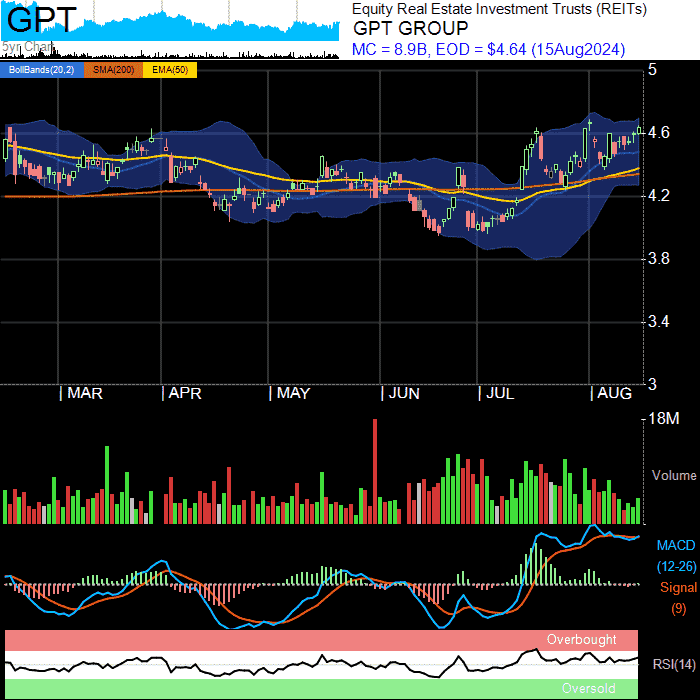 GPT
5yr Chart
Equity Real Estate Investment Trusts (REITs)
GPT GROUP
MC = 8.9B, EOD = $4.64 (15Aug2024)
BollBands(20,2) SMA(200) EMA(50)
5
4.6
4.2
3.8
3.4
3
MAR APR MAY JUN JUL AUG
18M
Volume
MACD
(12-26)
Signal
(9)
Overbought
RSI(14)
Oversold